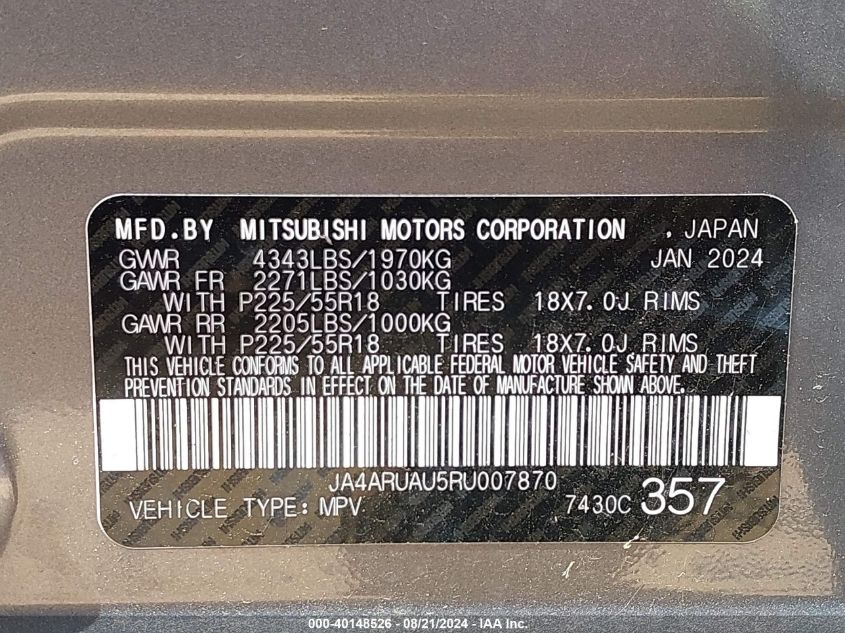 MFD.BY MITSUBISHI MOTORS CORPORATION . JAPAN
GWVR 4343LBS/1970KG JAN 2024
GAWR FR 2271LBS/1030KG
WITH P225/55R18 TIRES 18X7.0J RIMS
GAWR RR 2205LBS/1000KG
WITH P225/55R18 TIRES 18X7.0J RIMS
THIS VEHICLE CONFORMS TO ALL APPLICABLE FEDERAL MOTOR VEHICLE SAFETY AND THEFT
PREVENTION STANDARDS IN EFFECT ON THE DATE OF MANUFACTURE SHOWN ABOVE.
JA4ARUAU5RU007870
VEHICLE TYPE: MPV 7430C 357
000-40148526 - 08/21/2024 - IAA Inc.